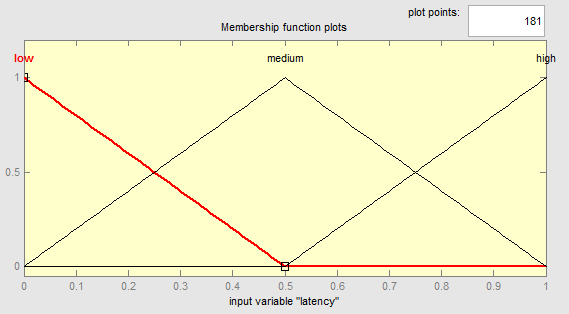 plot points: 181
Membership function plots
low medium high
1
0.5
0
0 0.1 0.2 0.3 0.4 0.5 0.6 0.7 0.8 0.9 1
input variable "latency"